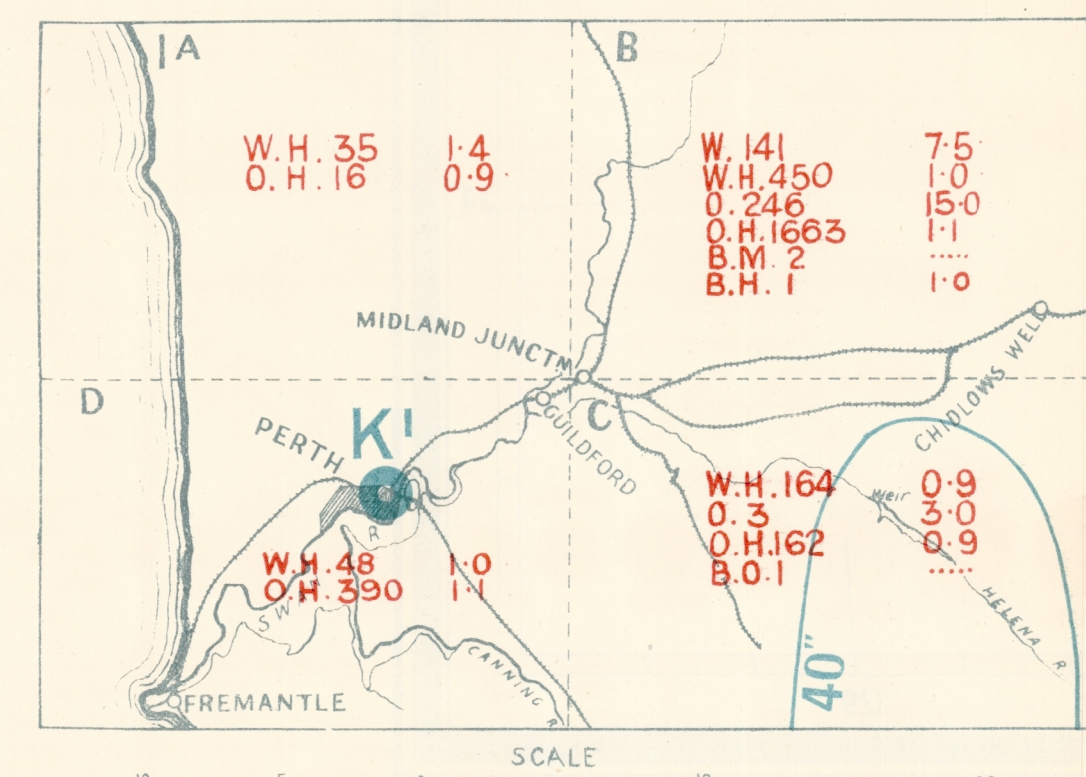 A
B
W.H. 35 1·4
O.H. 16 0·9
W. 141 7·5
W.H. 450 1·0
O. 246 15·0
O.H. 1663 1·1
B.M. 2 .....
B.H. 1 1·0
MIDLAND JUNCTN
CHIDLOWS WELL
D
C
GUILDFORD
PERTH
K'
W.H. 164 0·9
O. 3 3·0
O.H. 162 0·9
B.O. 1 .....
Weir
R
W.H. 48 1·0
O.H. 390 1·1
SWAN
HELENA R
CANNING R
40"
FREMANTLE
SCALE